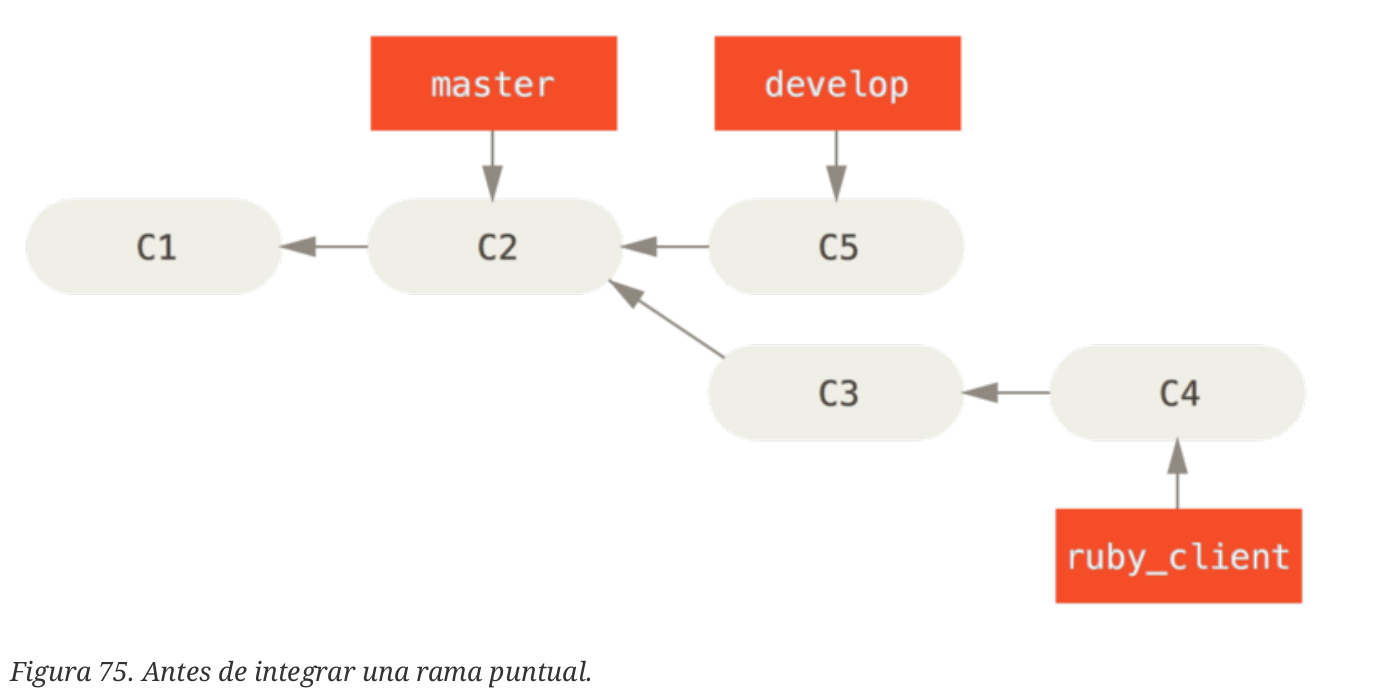 master
develop
C1
C2
C5
C3
C4
ruby_client
Figura 75. Antes de integrar una rama puntual.